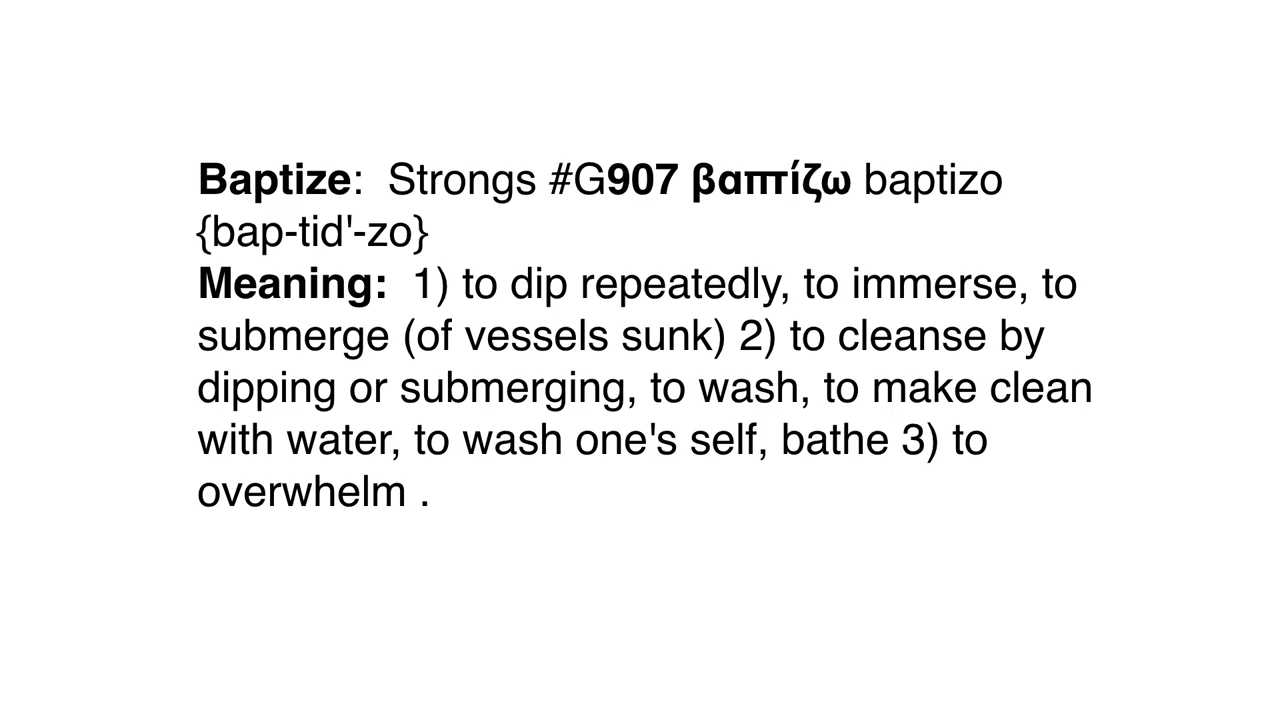 Baptize:  Strongs #G907 βαπτίζω baptizo
{bap-tid'-zo}
Meaning:  1) to dip repeatedly, to immerse, to
submerge (of vessels sunk) 2) to cleanse by
dipping or submerging, to wash, to make clean
with water, to wash one's self, bathe 3) to
overwhelm .